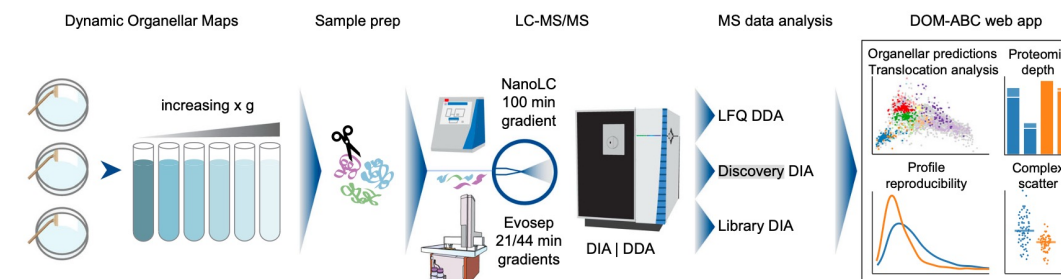 Dynamic Organellar Maps
Sample prep
LC-MS/MS
MS data analysis
DOM-ABC web app
increasing x g
NanoLC
100 min
gradient
Evosep
21/44 min
gradients
DIA | DDA
LFQ DDA
Discovery DIA
Library DIA
Organellar predictions
Translocation analysis
Proteomi
depth
Profile
reproducibility
Complex
scatter